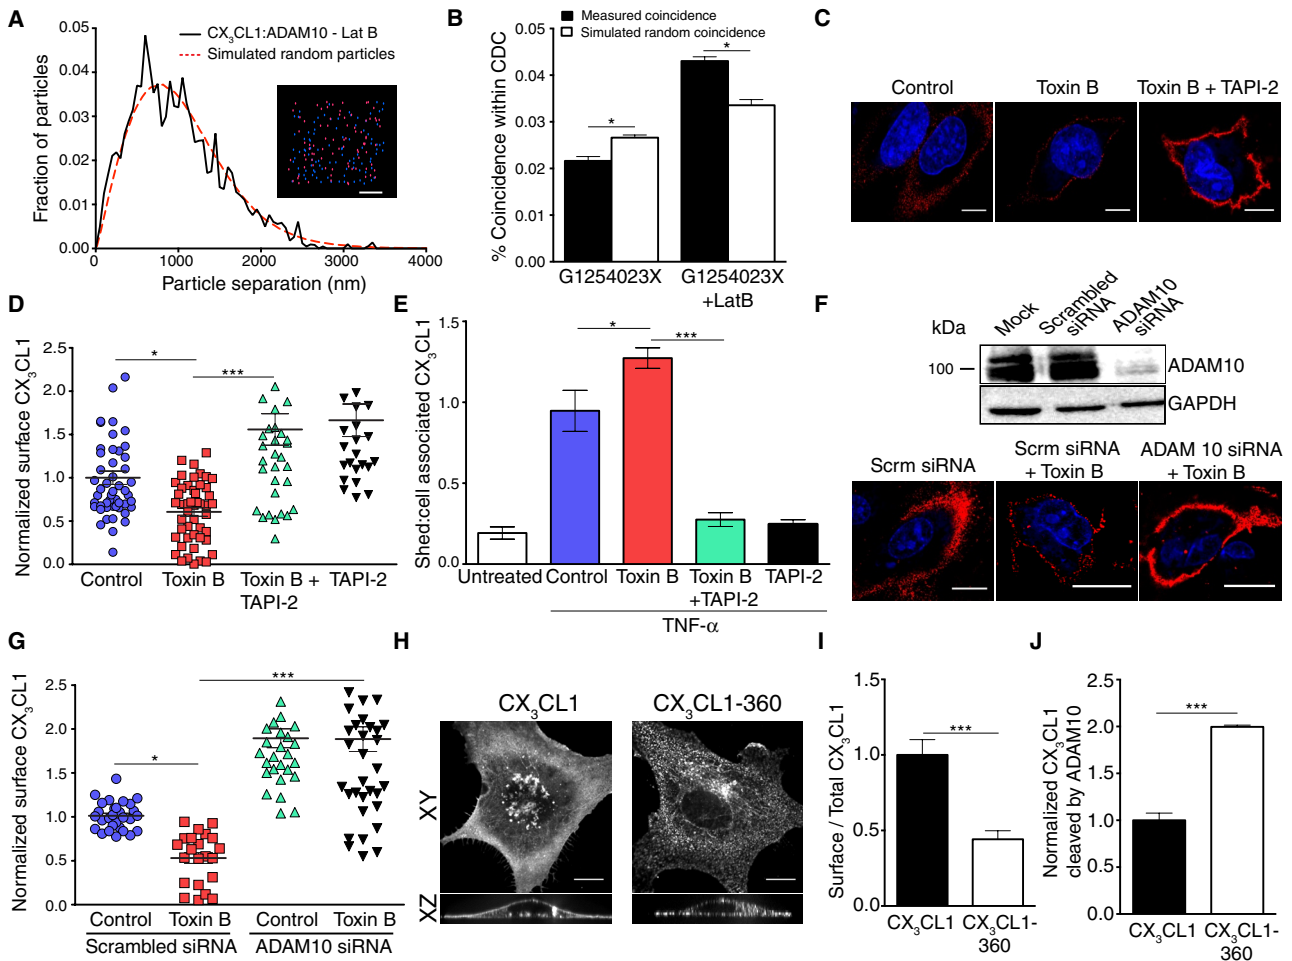 A
0.05
0.04
0.03
0.02
0.01
0.00
Fraction of particles
CX3CL1:ADAM10 - Lat B
Simulated random particles
0 1000 2000 3000 4000
Particle separation (nm)
B
Measured coincidence
Simulated random coincidence
0.05
0.04
0.03
0.02
0.01
0.00
% Coincidence within CDC
*
*
G1254023X G1254023X
+LatB
C
Control Toxin B Toxin B + TAPI-2
D
2.5
2.0
1.5
1.0
0.5
0
Normalized surface CX3CL1
*
***
Control Toxin B Toxin B + TAPI-2
TAPI-2
E
1.5
1.0
0.5
0.0
Shed:cell associated CX3CL1
*
***
Untreated Control Toxin B Toxin B TAPI-2
+TAPI-2
TNF-α
F
kDa
Mock
Scrambled
siRNA
ADAM10
siRNA
100
ADAM10
GAPDH
Scrm siRNA
Scrm siRNA
+ Toxin B
ADAM 10 siRNA
+ Toxin B
G
2.5
2.0
1.5
1.0
0.5
0.0
Normalized surface CX3CL1
*
***
Control Toxin B Control Toxin B
Scrambled siRNA ADAM10 siRNA
H
CX3CL1 CX3CL1-360
XY
XZ
I
1.5
1.0
0.5
0.0
Surface / Total CX3CL1
***
CX3CL1 CX3CL1-
360
J
2.5
2.0
1.5
1.0
0.5
0.0
Normalized CX3CL1
cleaved by ADAM10
***
CX3CL1 CX3CL1-
360